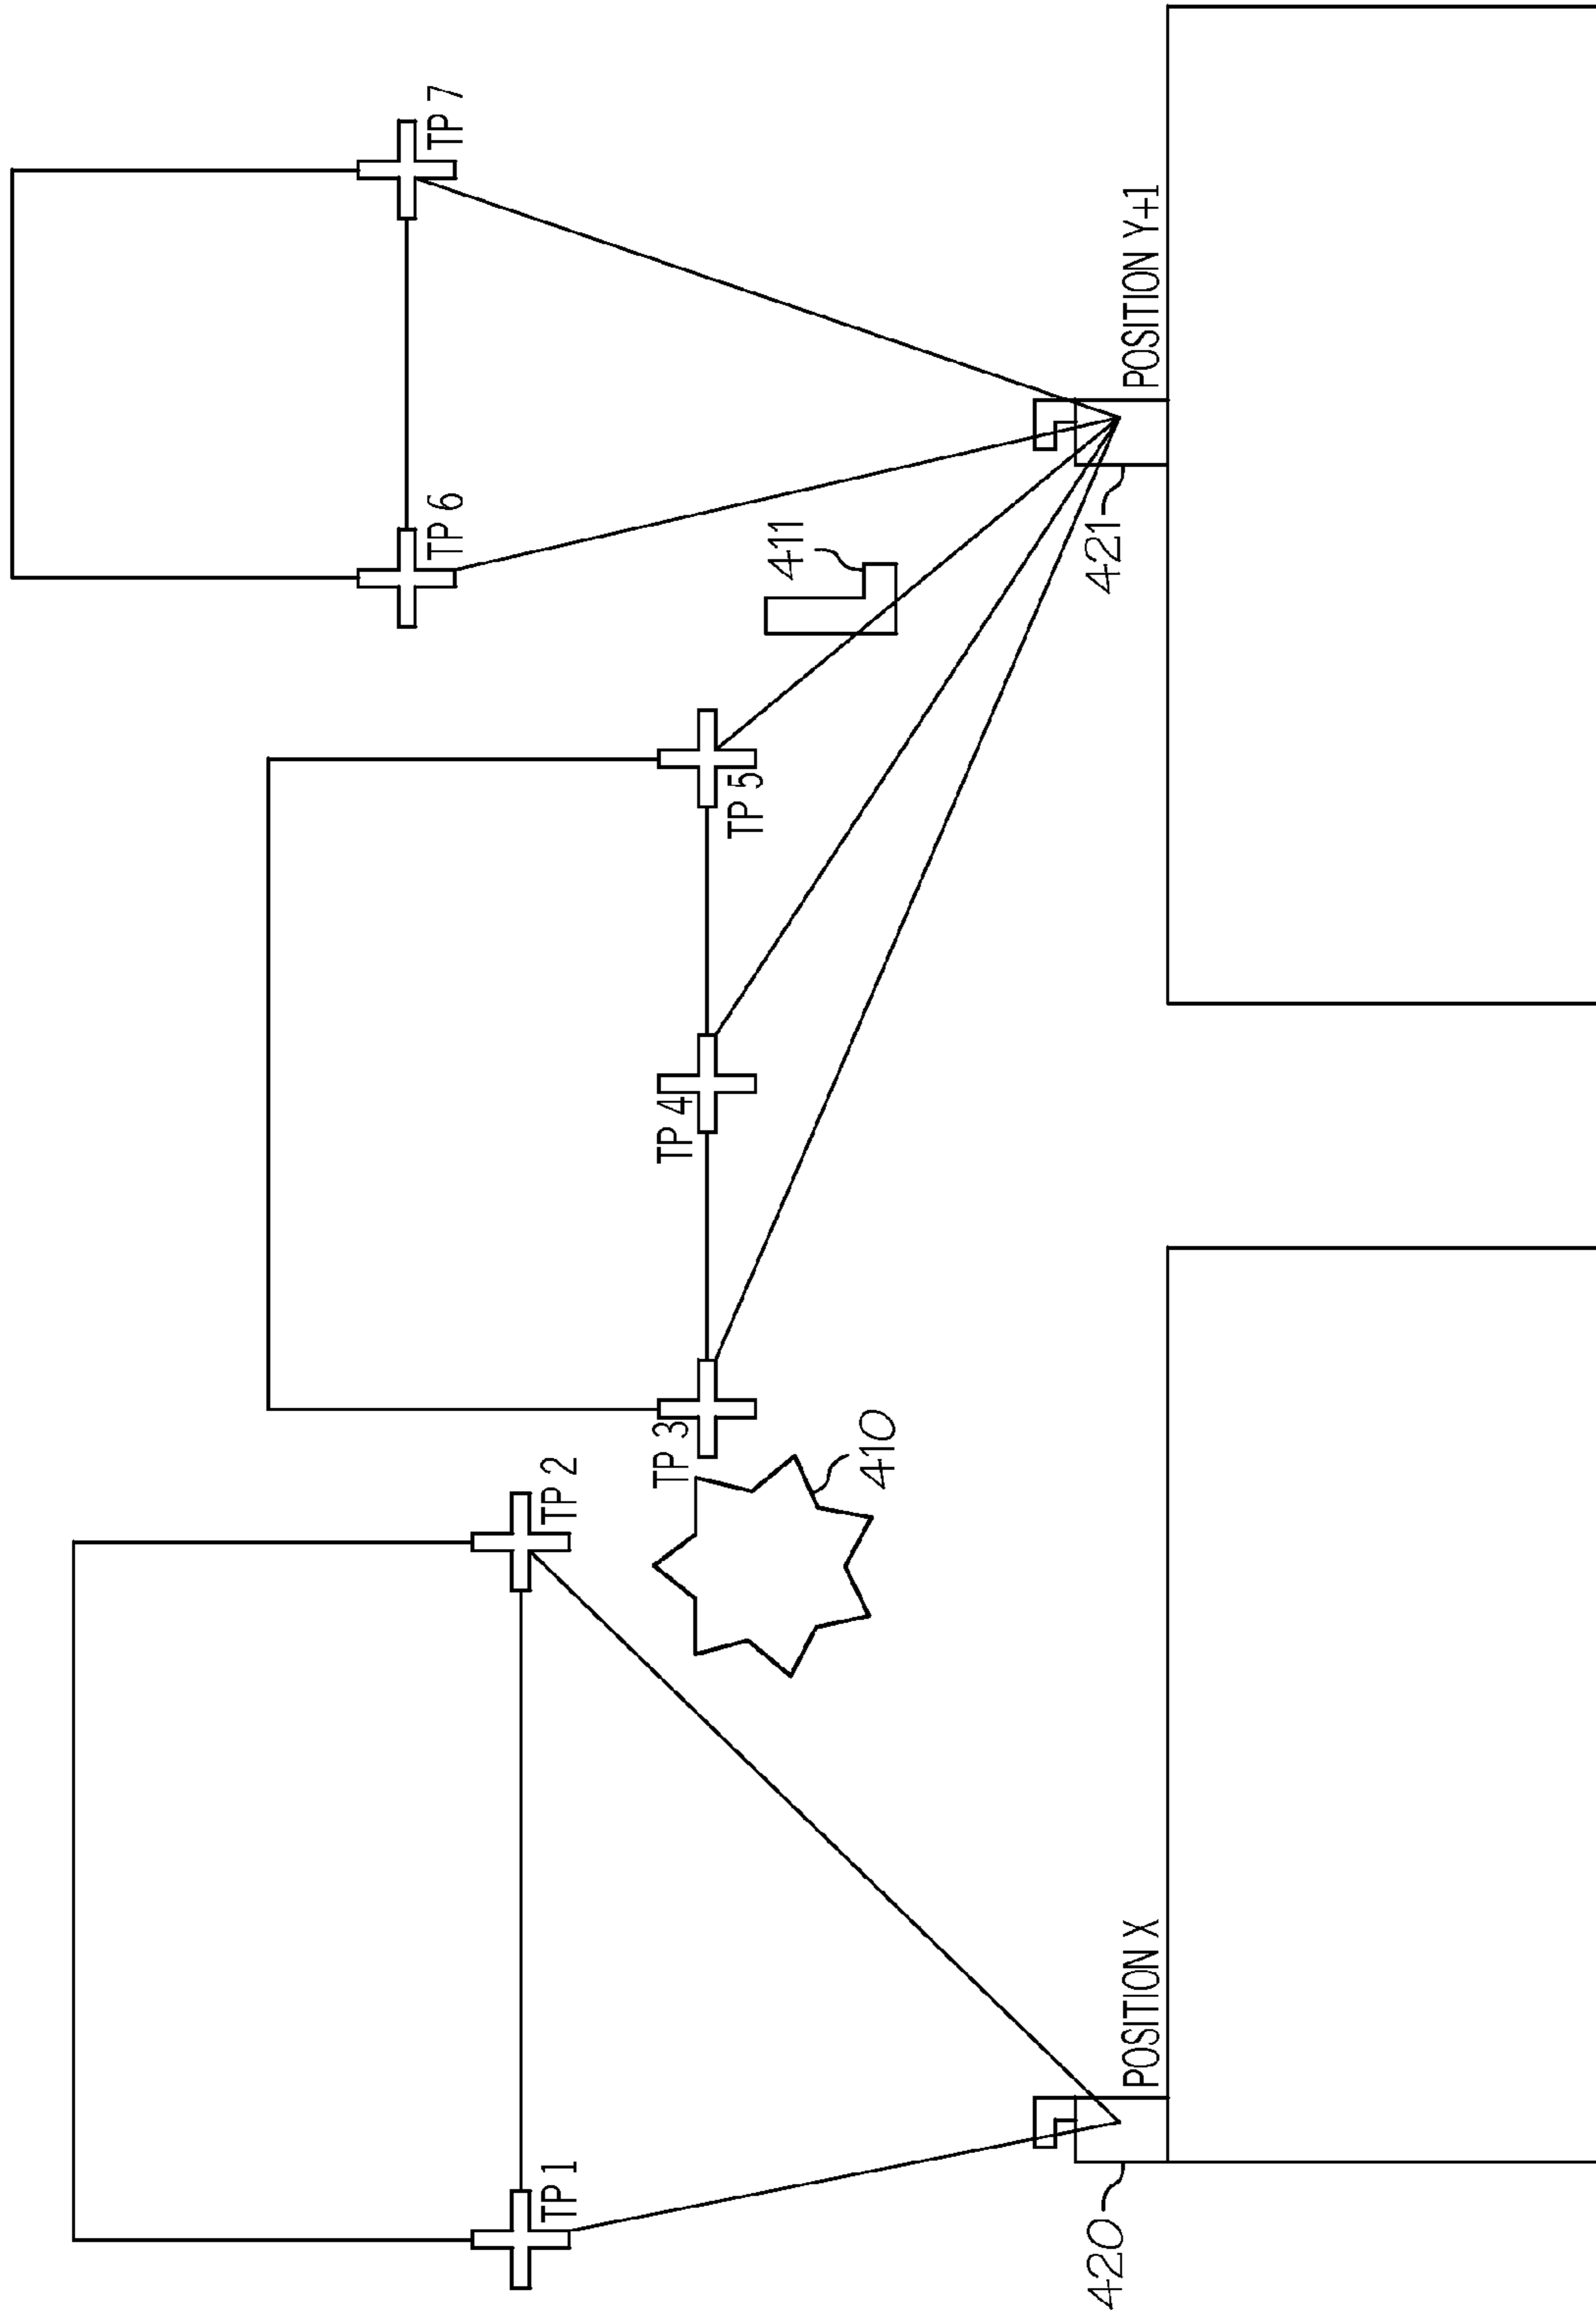 TP 1
TP 2
TP 3
TP 4
TP 5
TP 6
TP 7
410
411
420
POSITION X
421
POSITION Y+1